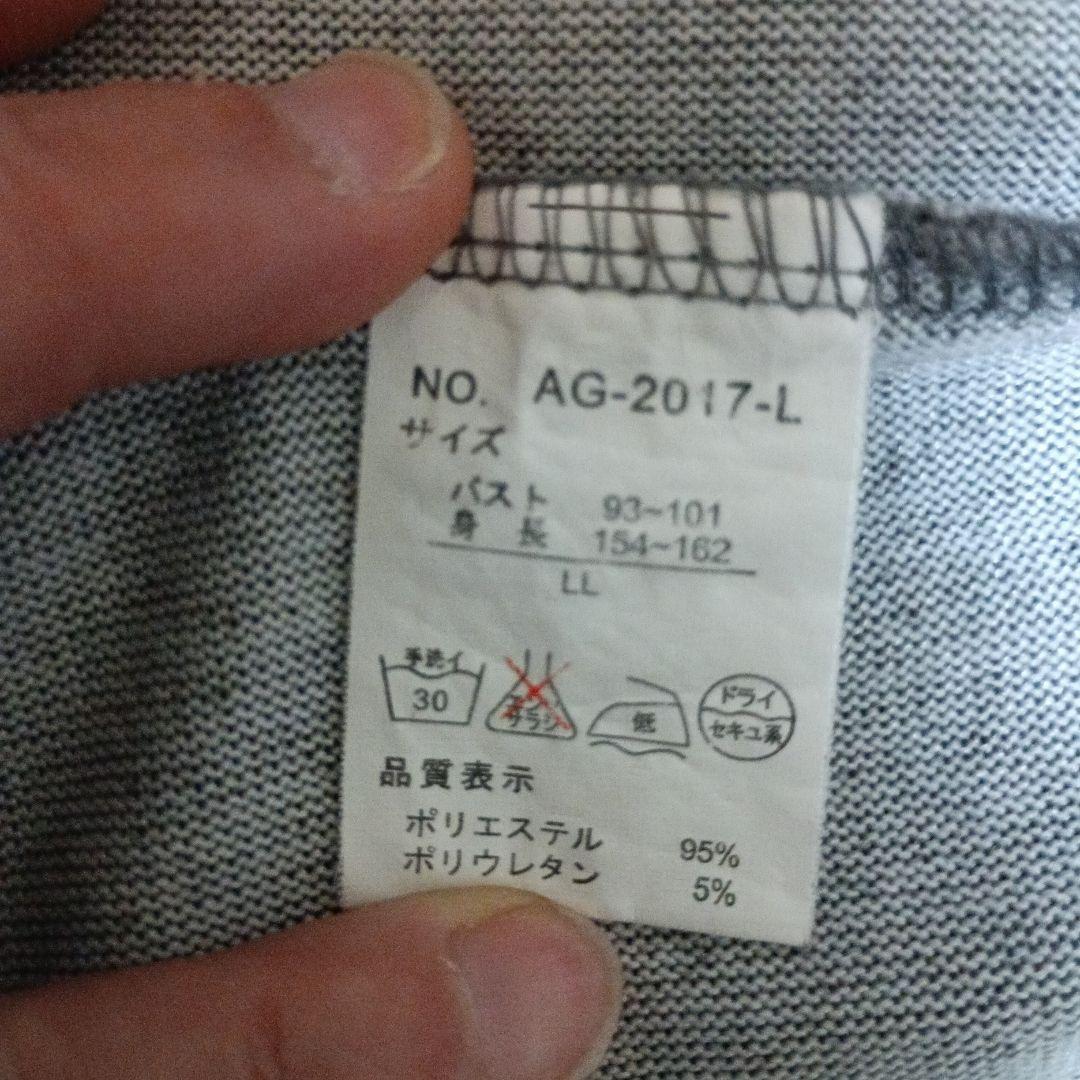 NO. AG-2017-L
サイズ
バスト 93~101
身長 154~162
LL
手洗イ
30
エンソ
サラシ
低
ドライ
セキユ系
品質表示
ポリエステル 95%
ポリウレタン 5%